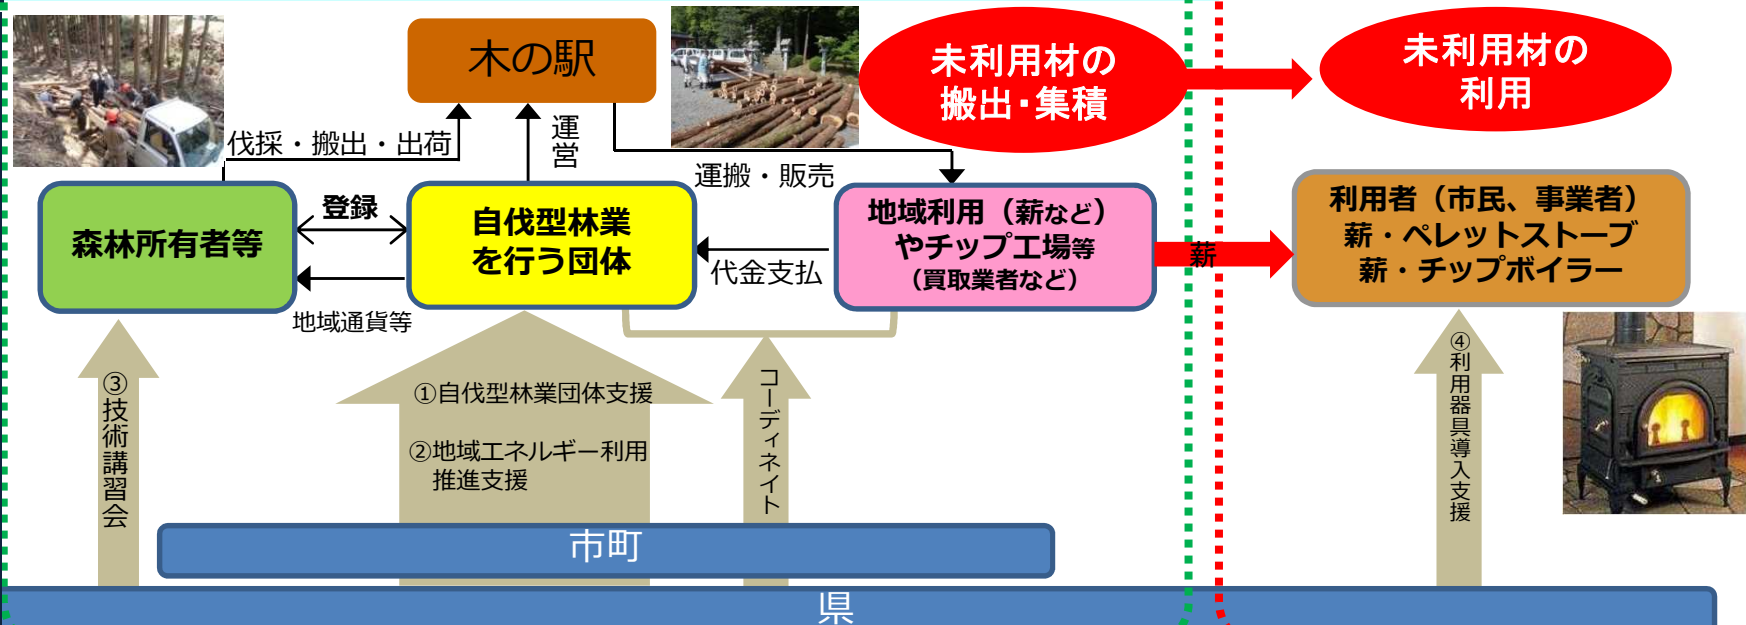 木の駅
未利用材の
搬出・集積
未利用材の
利用
伐採・搬出・出荷
運営
運搬・販売
森林所有者等
登録
自伐型林業
を行う団体
地域利用（薪など）
やチップ工場等
（買取業者など）
代金支払
薪
利用者（市民、事業者）
薪・ペレットストーブ
薪・チップボイラー
地域通貨等
③技術講習会
①自伐型林業団体支援
②地域エネルギー利用
推進支援
コーディネイト
④利用器具導入支援
市町
県